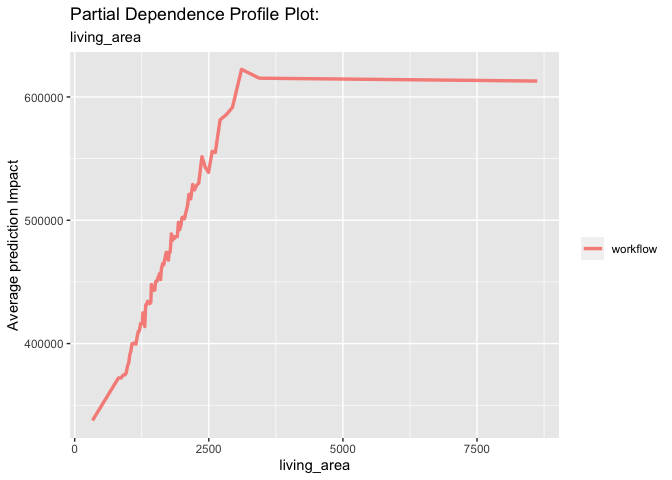 Partial Dependence Profile Plot:
living_area
Average prediction Impact
600000
500000
400000
0
2500
5000
7500
living_area
workflow